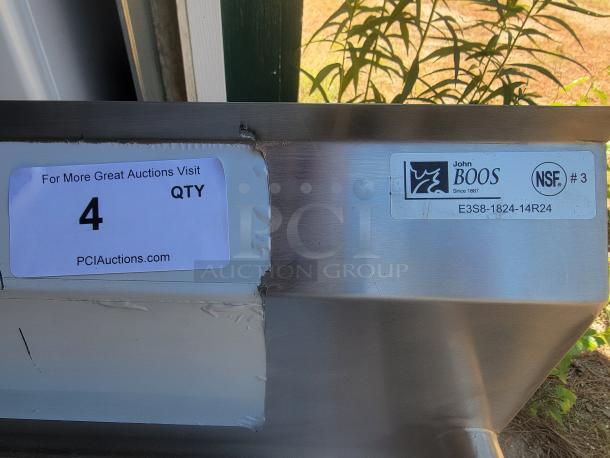 For More Great Auctions Visit
QTY
4
PCIAuctions.com
John
BOOS
Since 1887
NSF® #3
E3S8-1824-14R24
PCI
AUCTION GROUP